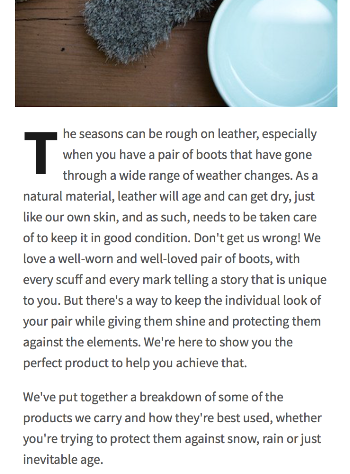 The seasons can be rough on leather, especially
when you have a pair of boots that have gone
through a wide range of weather changes. As a
natural material, leather will age and can get dry, just
like our own skin, and as such, needs to be taken care
of to keep it in good condition. Don't get us wrong! We
love a well-worn and well-loved pair of boots, with
every scuff and every mark telling a story that is unique
to you. But there's a way to keep the individual look of
your pair while giving them shine and protecting them
against the elements. We're here to show you the
perfect product to help you achieve that.
We've put together a breakdown of some of the
products we carry and how they're best used, whether
you're trying to protect them against snow, rain or just
inevitable age.